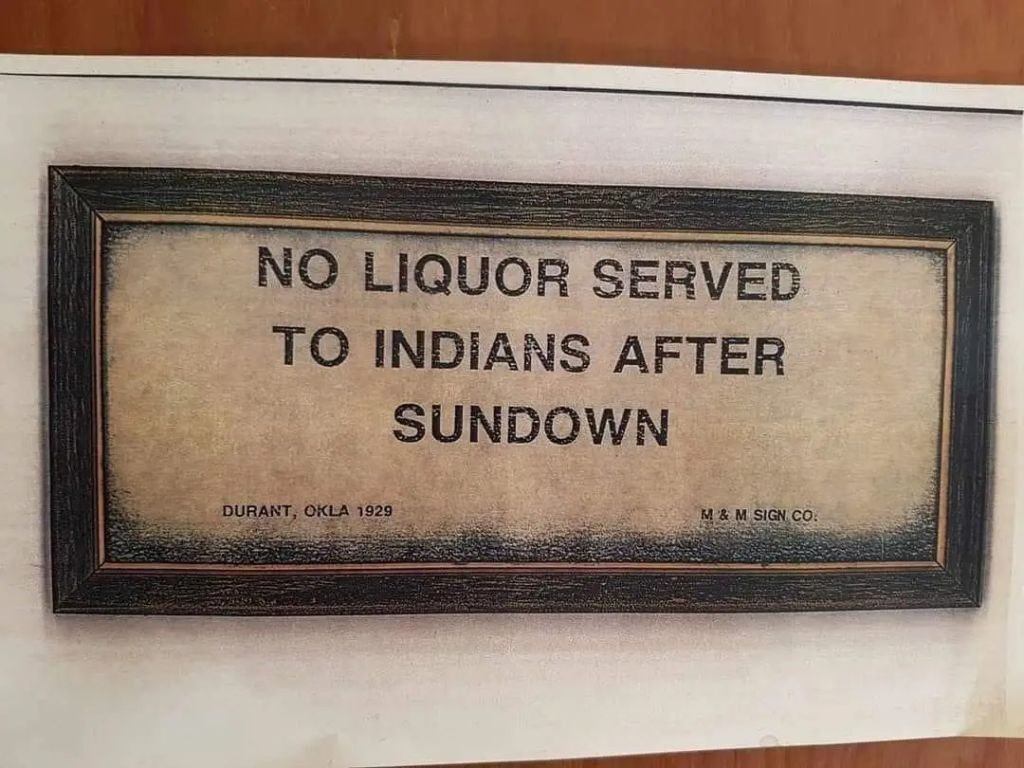 NO LIQUOR SERVED
TO INDIANS AFTER
SUNDOWN
DURANT, OKLA 1929
M & M SIGN CO.